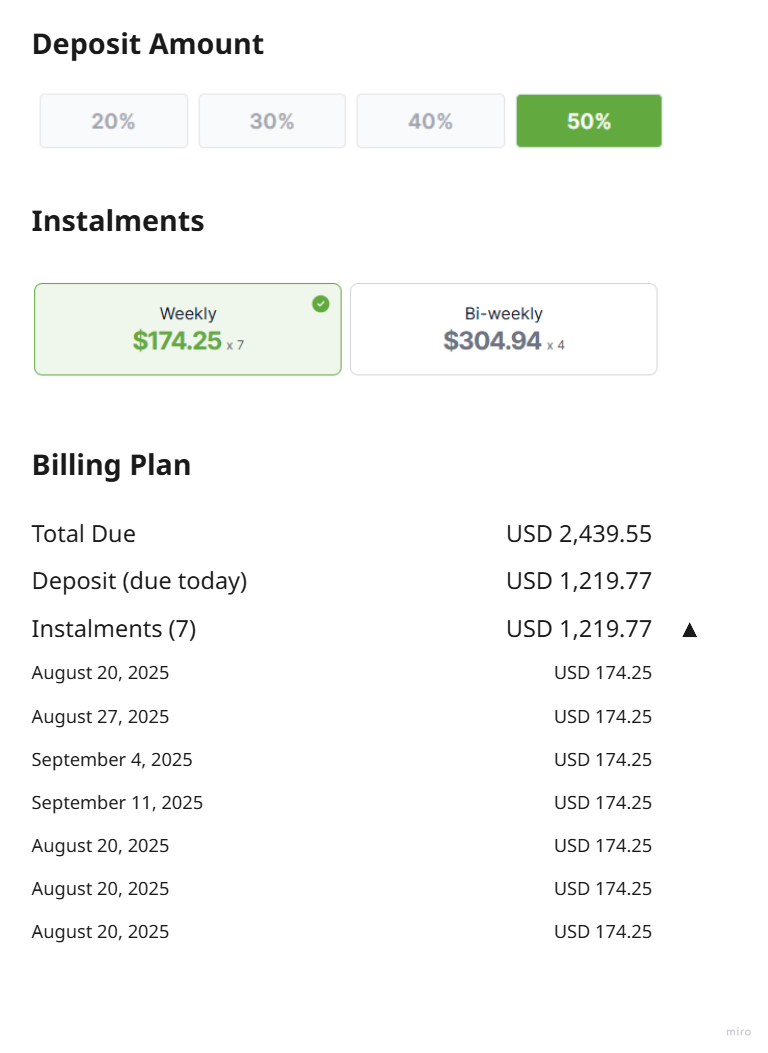 Deposit Amount
20% 30% 40% 50%
Instalments
Weekly Bi-weekly
$174.25 x 7 $304.94 x 4
Billing Plan
Total Due USD 2,439.55
Deposit (due today) USD 1,219.77
Instalments (7) USD 1,219.77 ▲
August 20, 2025 USD 174.25
August 27, 2025 USD 174.25
September 4, 2025 USD 174.25
September 11, 2025 USD 174.25
August 20, 2025 USD 174.25
August 20, 2025 USD 174.25
August 20, 2025 USD 174.25
miro